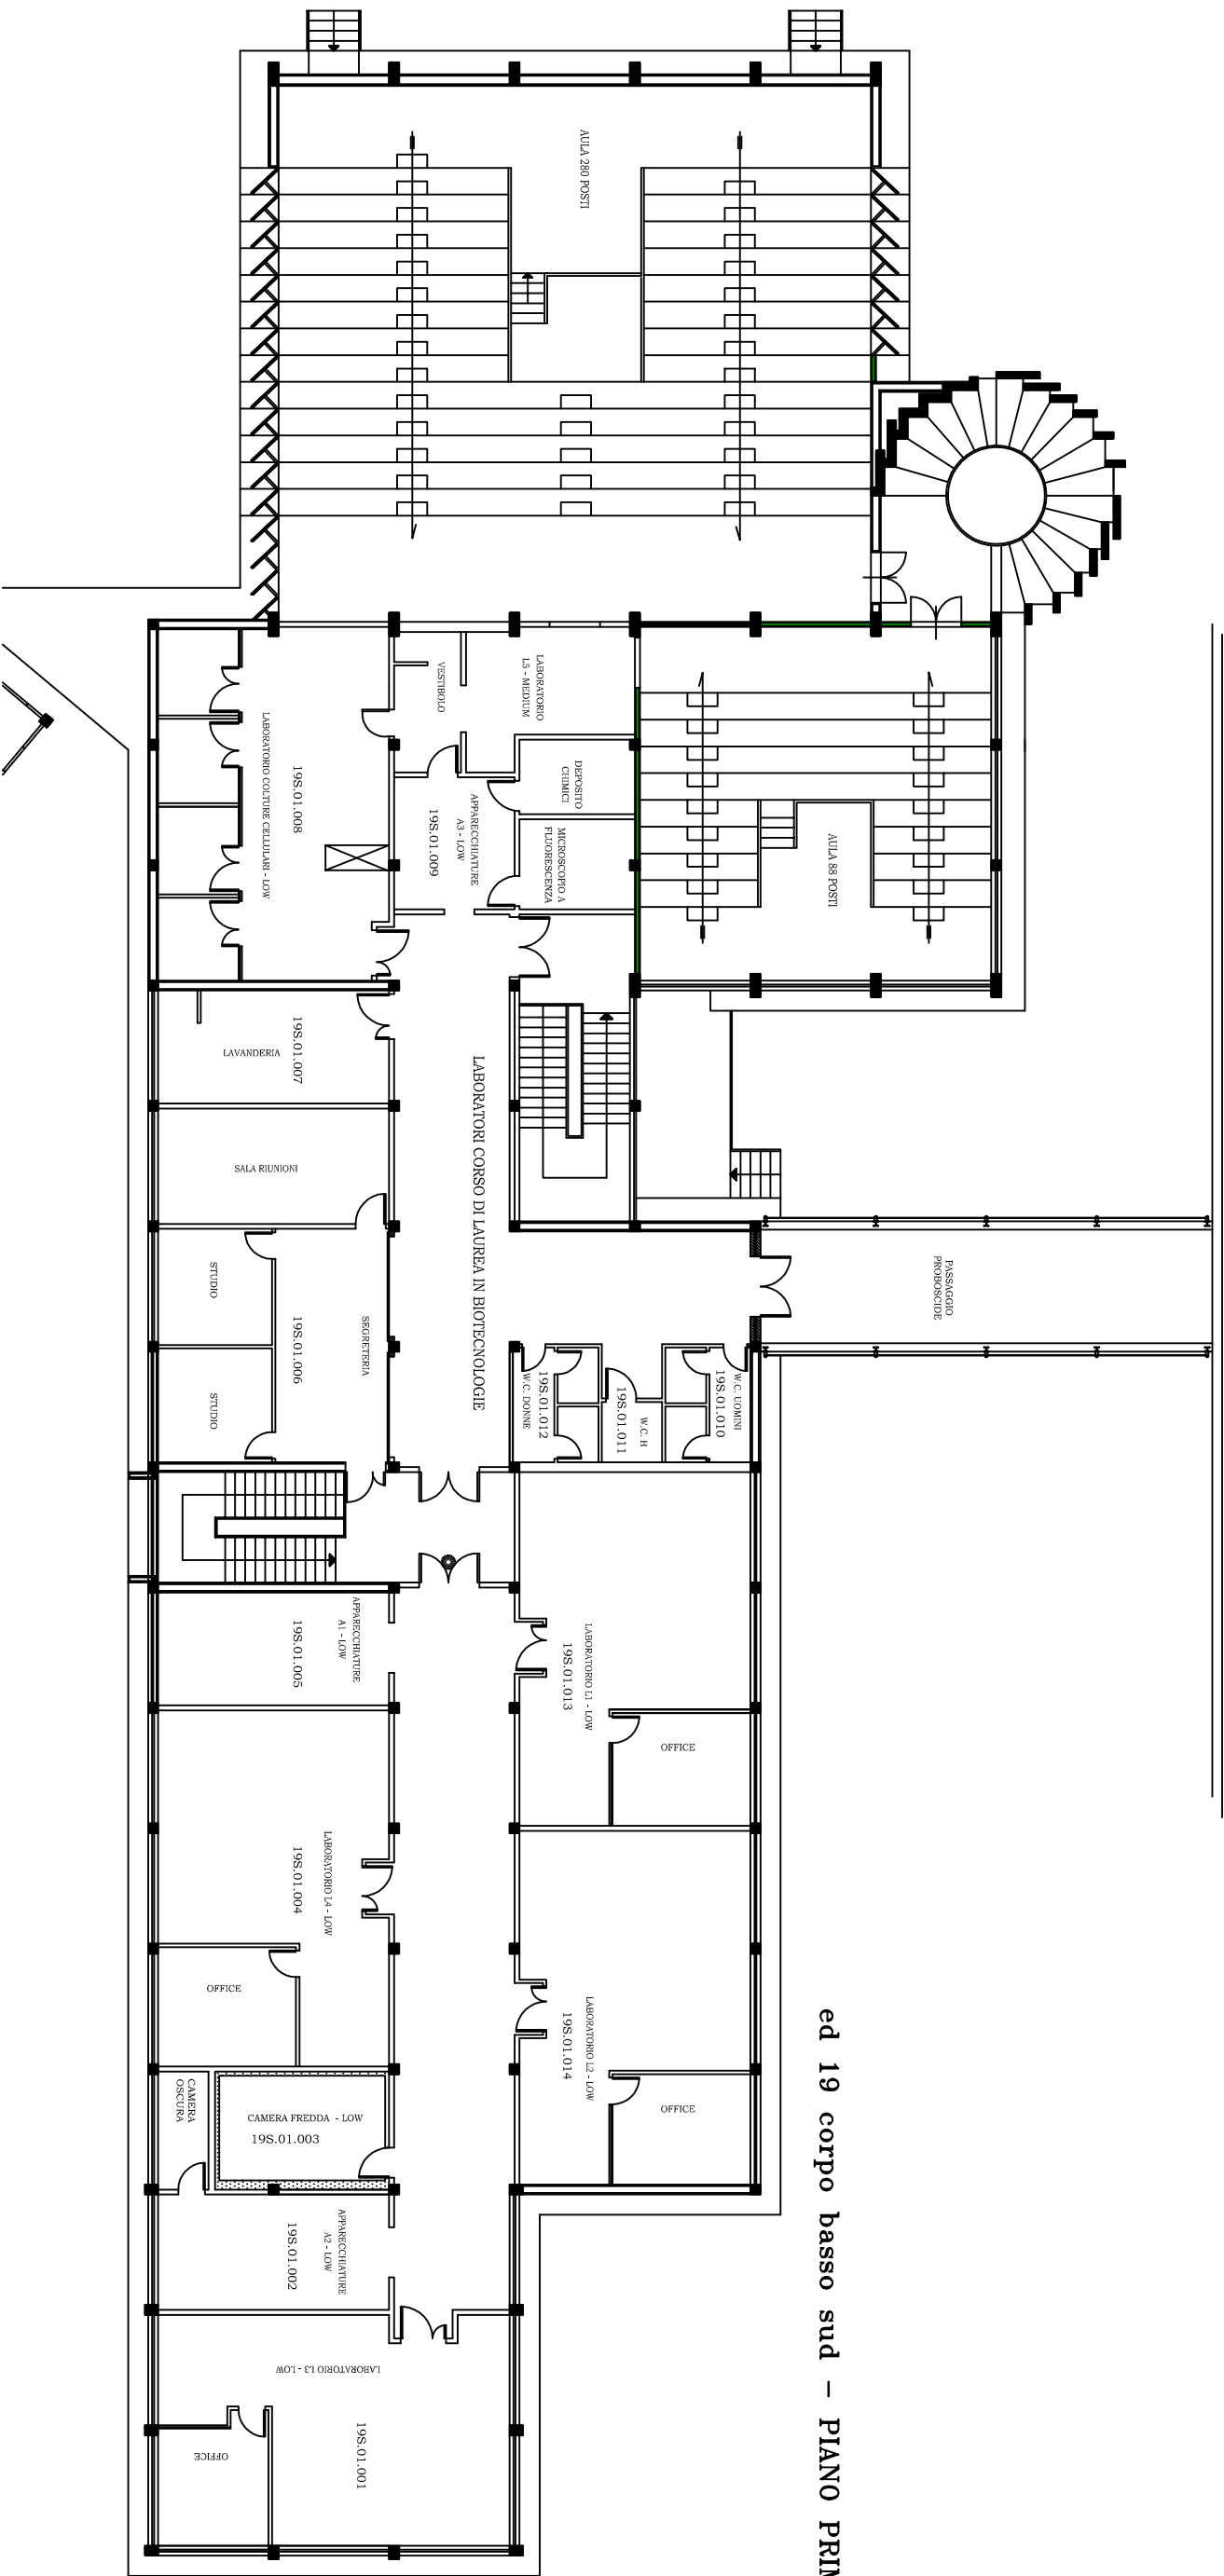 AULA 280 POSTI
LABORATORIO
L5 - MEDIUM
VESTIBOLO
DEPOSITO
CHIMICI
MICROSCOPIO A
FLUORESCENZA
APPARECCHIATURE
A3 - LOW
19S.01.009
19S.01.008
LABORATORIO COLTURE CELLULARI - LOW
AULA 88 POSTI
19S.01.007
LAVANDERIA
SALA RIUNIONI
LABORATORI CORSO DI LAUREA IN BIOTECNOLOGIE
PASSAGGIO
PROBOSCIDE
STUDIO
SEGRETERIA
19S.01.006
STUDIO
W.C. UOMINI
19S.01.010
W.C. H
19S.01.011
19S.01.012
W.C. DONNE
APPARECCHIATURE
A1 - LOW
19S.01.005
LABORATORIO L1 - LOW
19S.01.013
OFFICE
LABORATORIO L4 - LOW
19S.01.004
OFFICE
LABORATORIO L2 - LOW
19S.01.014
OFFICE
CAMERA
OSCURA
CAMERA FREDDA - LOW
19S.01.003
APPARECCHIATURE
A2 - LOW
19S.01.002
LABORATORIO L3 - LOW
19S.01.001
OFFICE
ed 19 corpo basso sud - PIANO PRIM